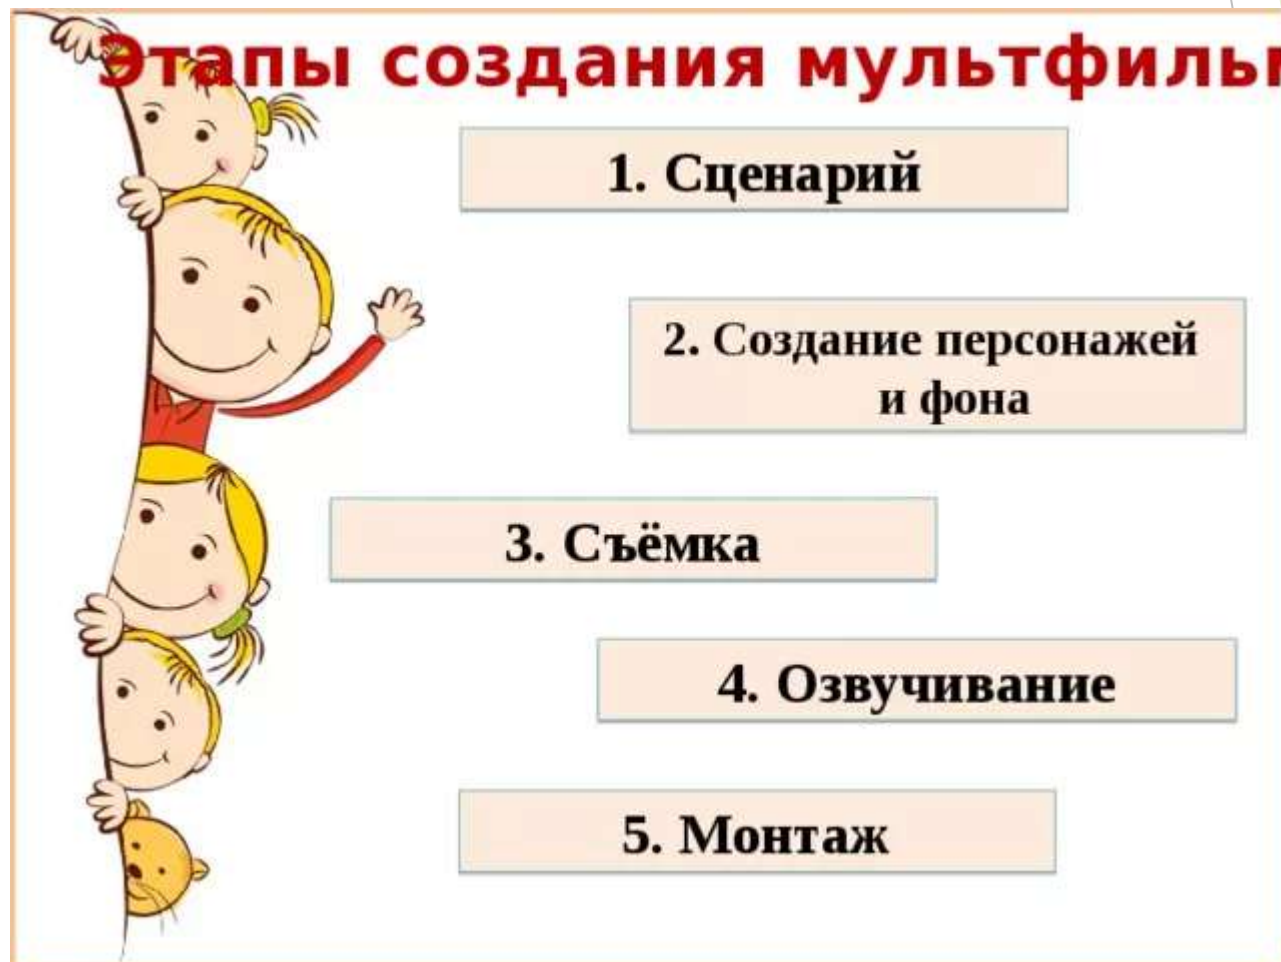 Этапы создания мультфиль
1. Сценарий
2. Создание персонажей
и фона
3. Съёмка
4. Озвучивание
5. Монтаж